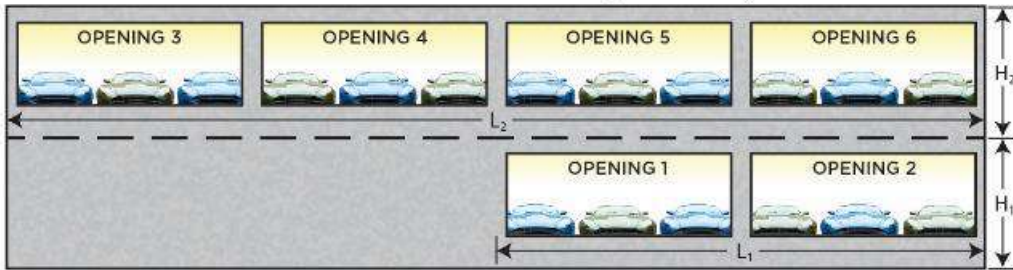 OPENING 3 OPENING 4 OPENING 5 OPENING 6
H2
L2
OPENING 1 OPENING 2
H1
L1